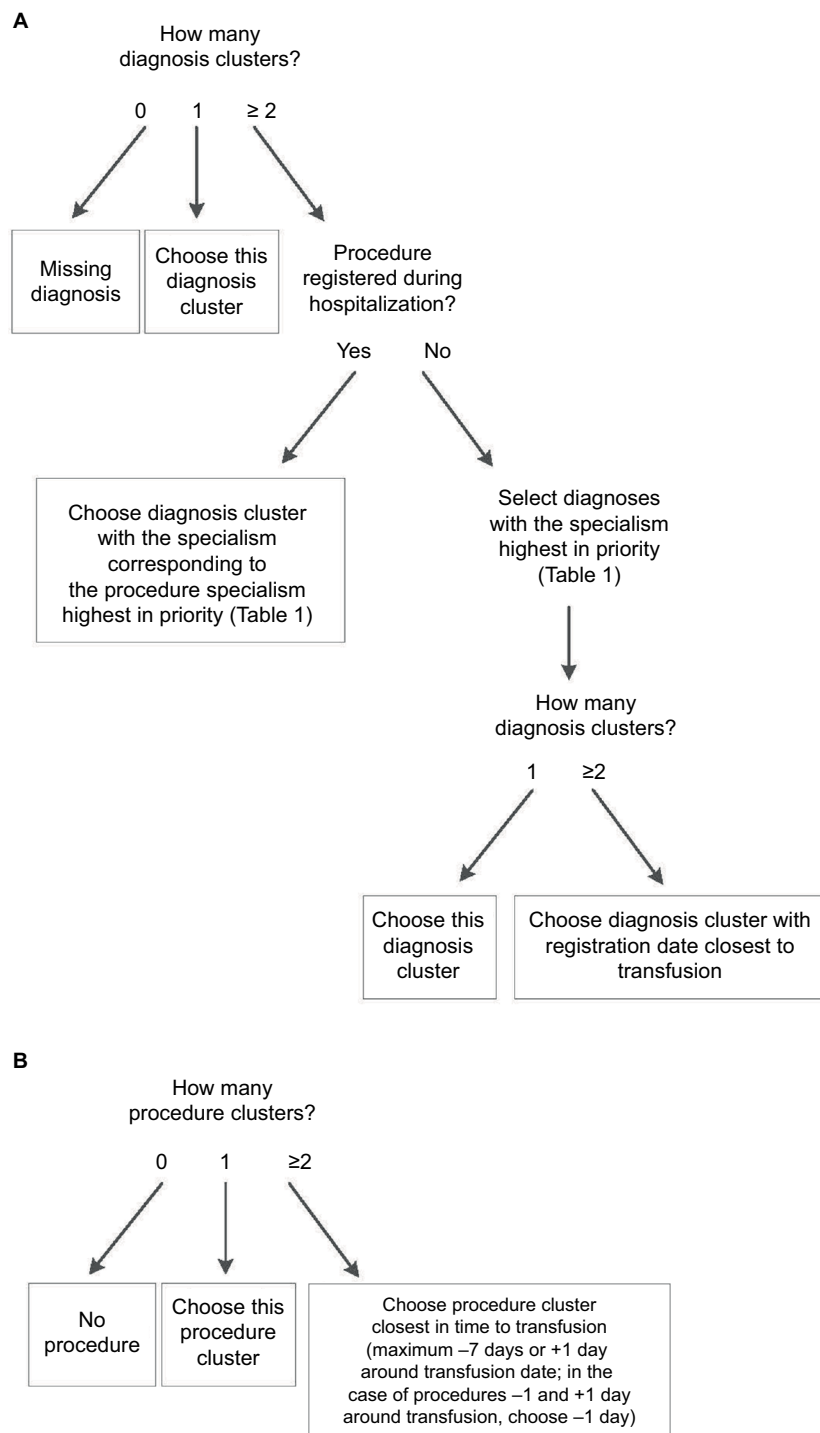 A
How many
diagnosis clusters?
0 1 ≥ 2
Missing
diagnosis
Choose this
diagnosis
cluster
Procedure
registered during
hospitalization?
Yes No
Choose diagnosis cluster
with the specialism
corresponding to
the procedure specialism
highest in priority (Table 1)
Select diagnoses
with the specialism
highest in priority
(Table 1)
How many
diagnosis clusters?
1 ≥2
Choose this
diagnosis
cluster
Choose diagnosis cluster with
registration date closest to
transfusion
B
How many
procedure clusters?
0 1 ≥2
No
procedure
Choose this
procedure
cluster
Choose procedure cluster
closest in time to transfusion
(maximum –7 days or +1 day
around transfusion date; in the
case of procedures –1 and +1 day
around transfusion, choose –1 day)